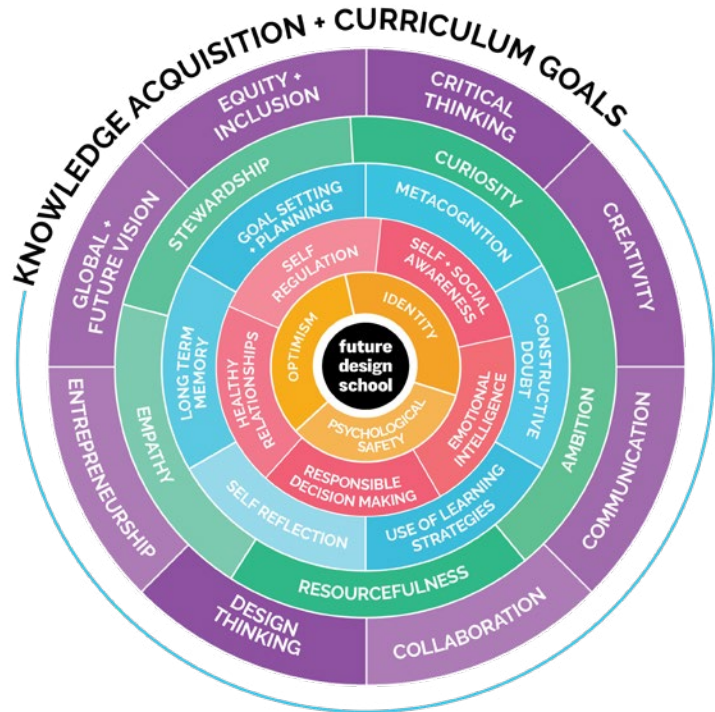 KNOWLEDGE ACQUISITION + CURRICULUM GOALS
EQUITY +
INCLUSION
CRITICAL
THINKING
CREATIVITY
COMMUNICATION
COLLABORATION
DESIGN
THINKING
ENTREPRENEURSHIP
GLOBAL +
FUTURE VISION
STEWARDSHIP
CURIOSITY
AMBITION
RESOURCEFULNESS
EMPATHY
GOAL SETTING
+ PLANNING
METACOGNITION
CONSTRUCTIVE
DOUBT
USE OF LEARNING
STRATEGIES
SELF REFLECTION
LONG TERM
MEMORY
SELF
REGULATION
SELF + SOCIAL
AWARENESS
EMOTIONAL
INTELLIGENCE
RESPONSIBLE
DECISION MAKING
HEALTHY
RELATIONSHIPS
OPTIMISM
IDENTITY
PSYCHOLOGICAL
SAFETY
future
design
school